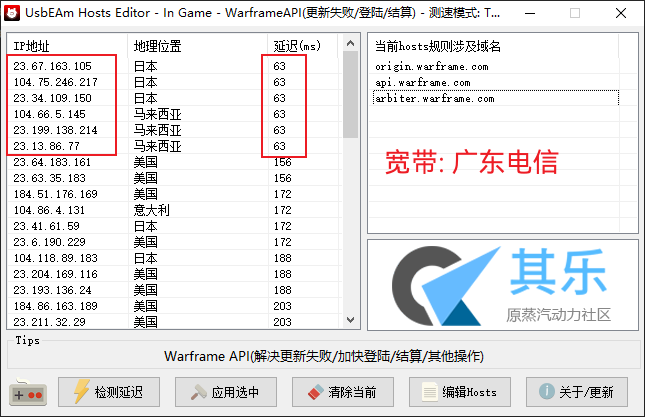 UsbEAm Hosts Editor - In Game - WarframeAPI(更新失败/登陆/结算) - 测速模式: T...
IP地址 地理位置 延迟(ms)
23.67.163.105 日本 63
104.75.246.217 日本 63
23.34.109.150 日本 63
104.66.5.145 马来西亚 63
23.199.138.214 马来西亚 63
23.13.86.77 马来西亚 63
23.64.183.161 美国 156
23.63.35.183 美国 156
184.51.176.169 美国 172
104.86.4.131 意大利 172
23.41.61.59 日本 172
23.6.190.229 美国 172
104.118.89.183 日本 188
23.204.169.116 美国 188
23.193.136.24 美国 188
184.86.163.189 美国 203
23.211.32.29 美国 203
当前hosts规则涉及域名
origin.warframe.com
api.warframe.com
arbiter.warframe.com
宽带: 广东电信
其乐
原蒸汽动力社区
Tips
Warframe API(解决更新失败/加快登陆/结算/其他操作)
检测延迟
应用选中
清除当前
编辑Hosts
关于/更新